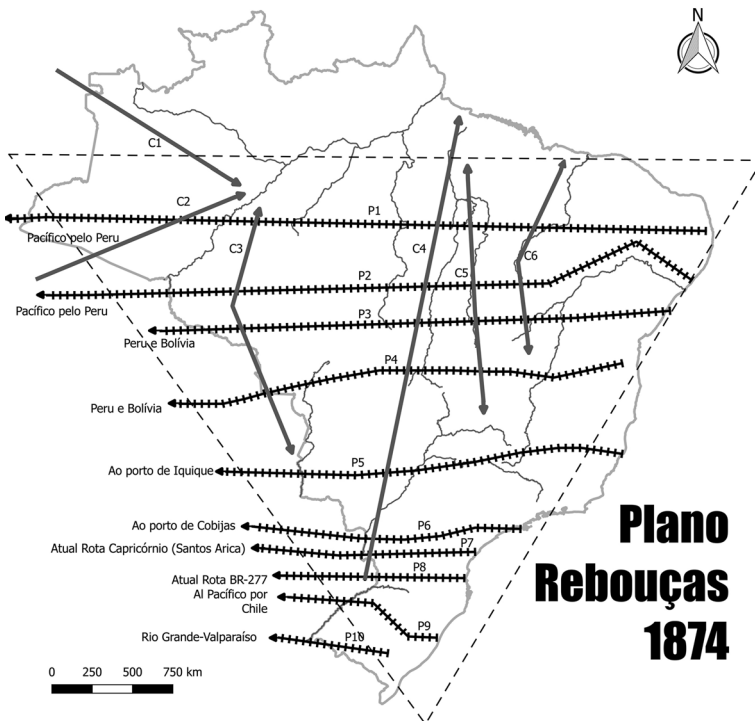 N
C1
C2
P1
Pacífico pelo Peru
C3
C4
C6
P2
C5
Pacífico pelo Peru
P3
Peru e Bolívia
P4
Peru e Bolívia
P5
Ao porto de Iquique
Ao porto de Cobijas
P6
Atual Rota Capricórnio (Santos Arica)
P7
Atual Rota BR-277
P8
Al Pacífico por
Chile
P9
Rio Grande-Valparaíso
P10
Plano
Rebouças
1874
0 250 500 750 km